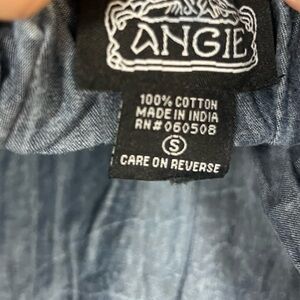 ANGIE
100% COTTON
MADE IN INDIA
RN#060508
S
CARE ON REVERSE